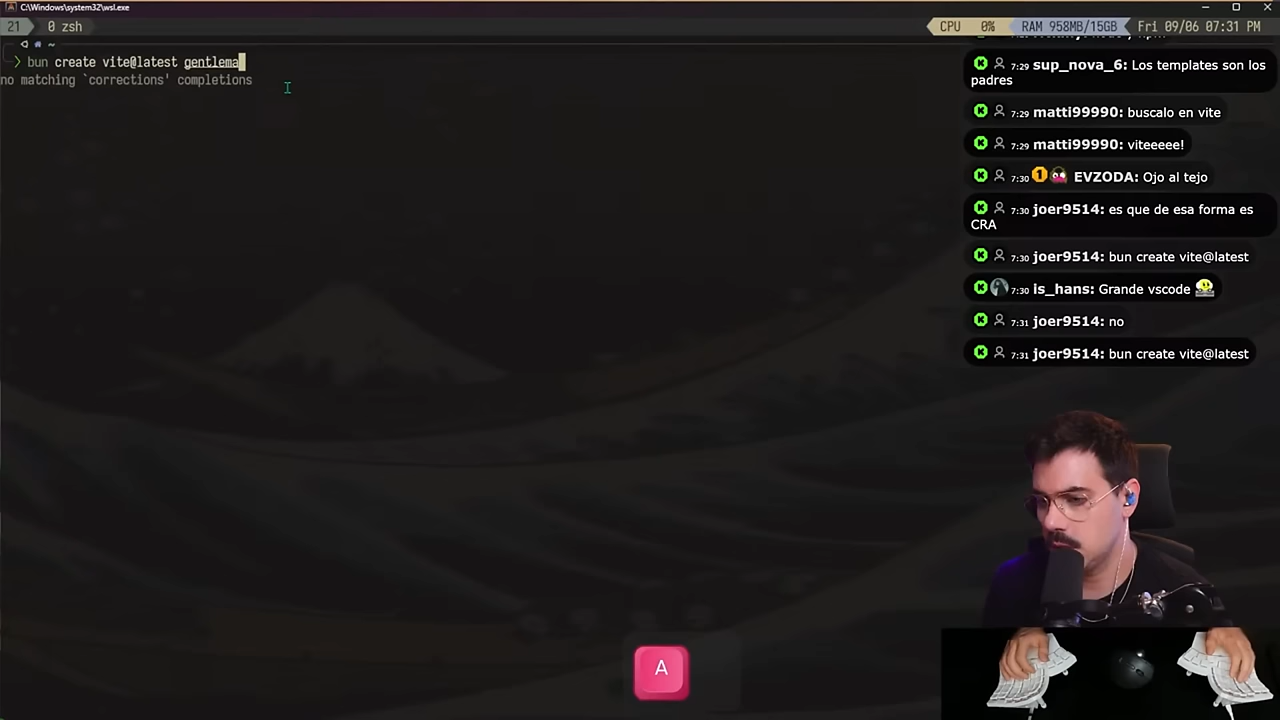 C:\Windows\system32\wsl.exe
21 0 zsh CPU 0% RAM 958MB/15GB Fri 09/06 07:31 PM
~
bun create vite@latest gentlema
no matching `corrections' completions
7:29 sup_nova_6: Los templates son los
padres
7:29 matti99990: buscalo en vite
7:29 matti99990: viteeeee!
7:30 1 EVZODA: Ojo al tejo
7:30 joer9514: es que de esa forma es
CRA
7:30 joer9514: bun create vite@latest
7:30 is_hans: Grande vscode
7:31 joer9514: no
7:31 joer9514: bun create vite@latest
A